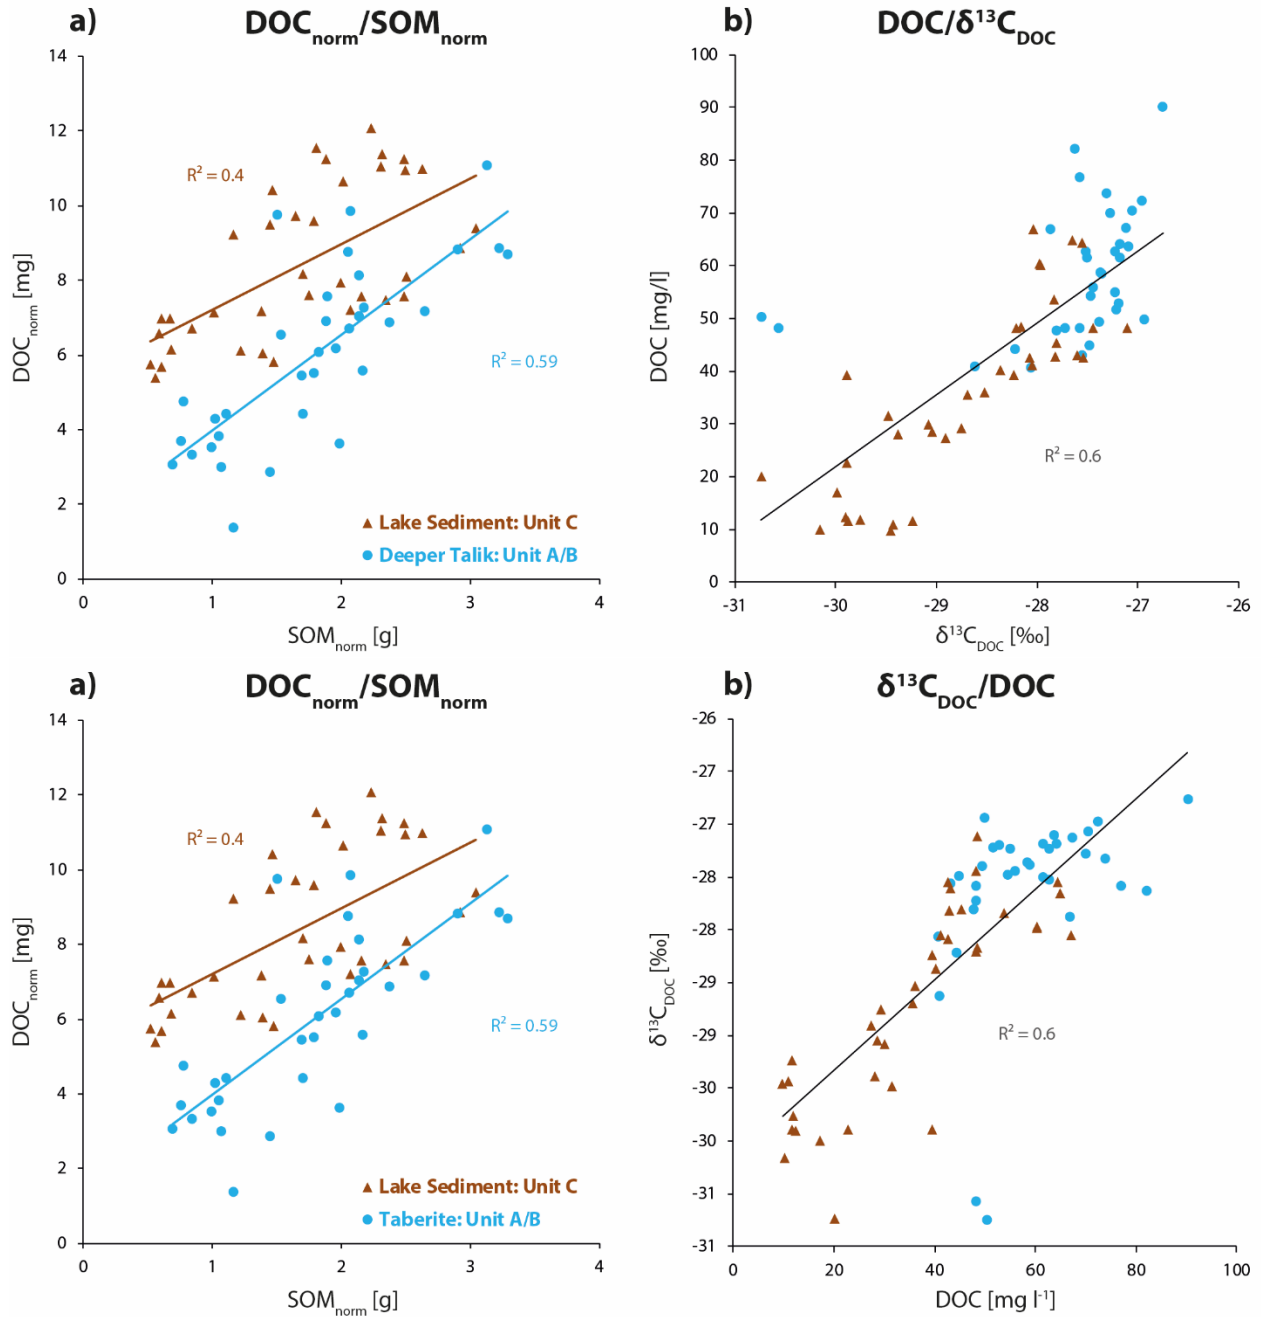 a) DOCnorm/SOMnorm
14
12
10
8
6
4
2
0
0 1 2 3 4
DOCnorm [mg]
SOMnorm [g]
R² = 0.4
R² = 0.59
Lake Sediment: Unit C
Deeper Talik: Unit A/B
b) DOC/δ¹³CDOC
100
90
80
70
60
50
40
30
20
10
0
-31 -30 -29 -28 -27 -26
DOC [mg/l]
δ¹³CDOC [‰]
R² = 0.6
a) DOCnorm/SOMnorm
14
12
10
8
6
4
2
0
0 1 2 3 4
DOCnorm [mg]
SOMnorm [g]
R² = 0.4
R² = 0.59
Lake Sediment: Unit C
Taberite: Unit A/B
b) δ¹³CDOC/DOC
-26
-27
-27
-28
-28
-29
-29
-30
-30
-31
-31
0 20 40 60 80 100
δ¹³CDOC [‰]
DOC [mg l⁻¹]
R² = 0.6